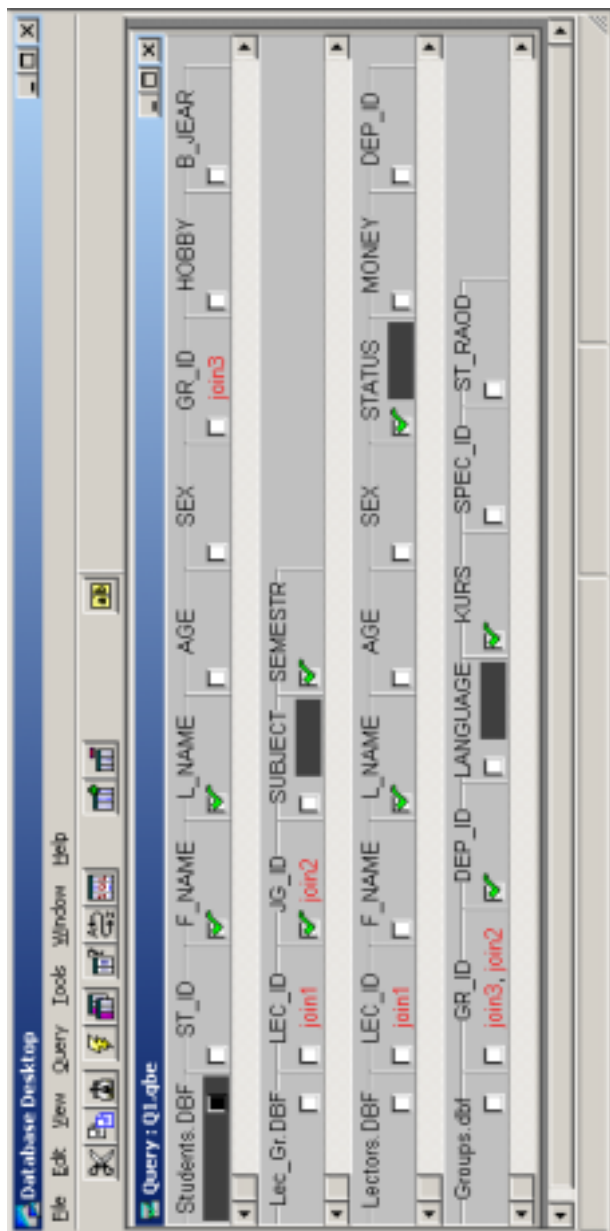 Database Desktop
File Edit View Query Tools Window Help
Query : Q1.qbe
Students.DBF ST_ID F_NAME L_NAME AGE SEX GR_ID HOBBY B_JEAR
join3
Lec_Gr.DBF LEC_ID JG_ID SUBJECT SEMESTR
join1 join2
Lectors.DBF LEC_ID F_NAME L_NAME AGE SEX STATUS MONEY DEP_ID
join1
Groups.dbf GR_ID DEP_ID LANGUAGE KURS SPEC_ID ST_RAOD
join3, join2